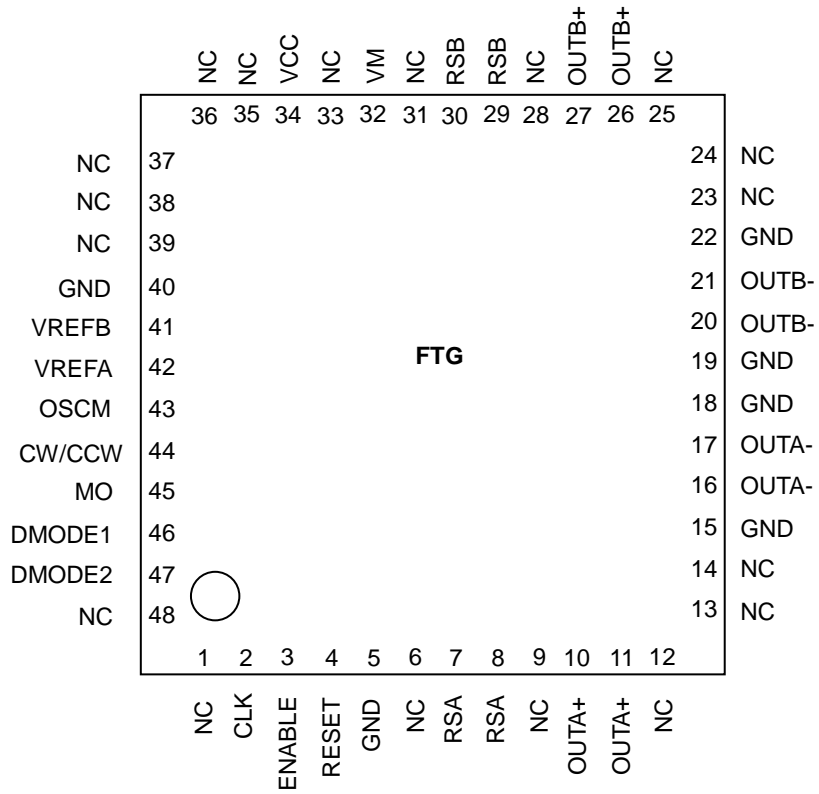 NC NC VCC NC VM NC RSB RSB NC OUTB+ OUTB+ NC
36 35 34 33 32 31 30 29 28 27 26 25
NC 37
NC 38
NC 39
GND 40
VREFB 41
VREFA 42
OSCM 43
CW/CCW 44
MO 45
DMODE1 46
DMODE2 47
NC 48
FTG
24 NC
23 NC
22 GND
21 OUTB-
20 OUTB-
19 GND
18 GND
17 OUTA-
16 OUTA-
15 GND
14 NC
13 NC
1 2 3 4 5 6 7 8 9 10 11 12
NC CLK ENABLE RESET GND NC RSA RSA NC OUTA+ OUTA+ NC